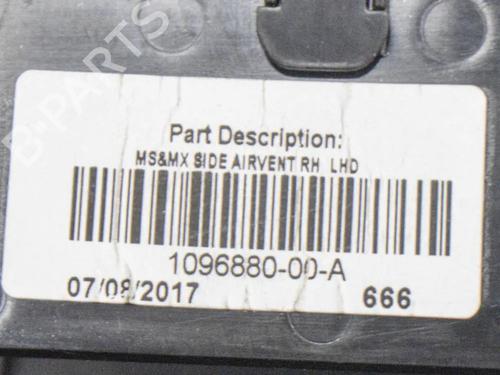 B-PARTS
Part Description:
MS&MX SIDE AIRVENT RH LHD
1096880-00-A
07/08/2017 666